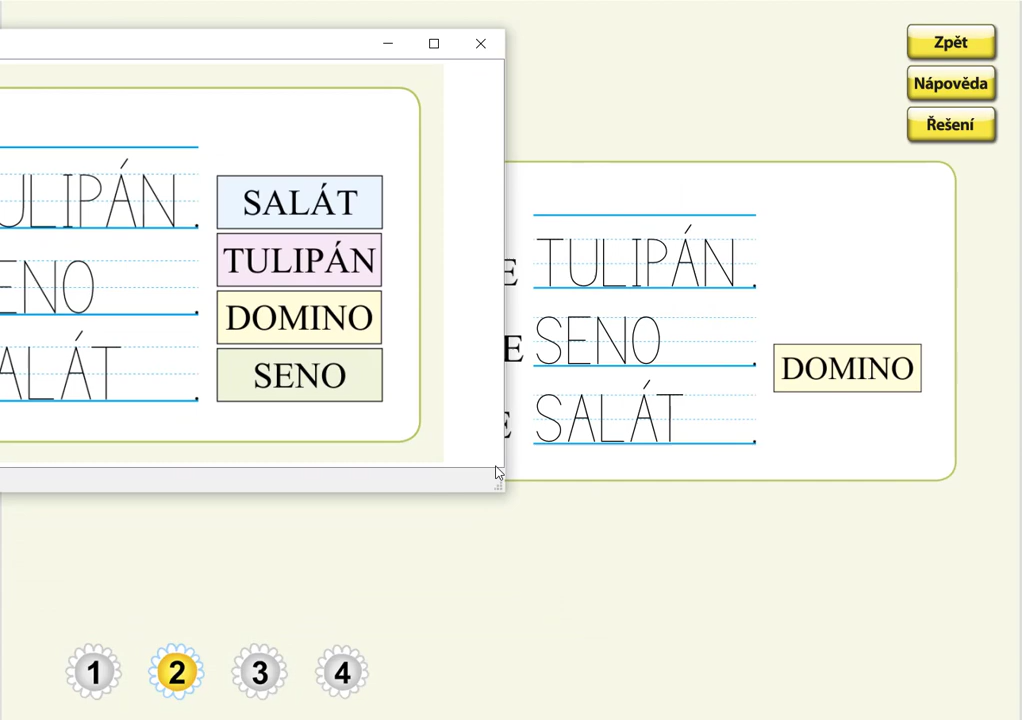 Zpět
Nápověda
Řešení
ULIPÁN.
ENO.
ALÁT.
SALÁT
TULIPÁN
DOMINO
SENO
E TULIPÁN.
E SENO.
E SALÁT.
DOMINO
1 2 3 4